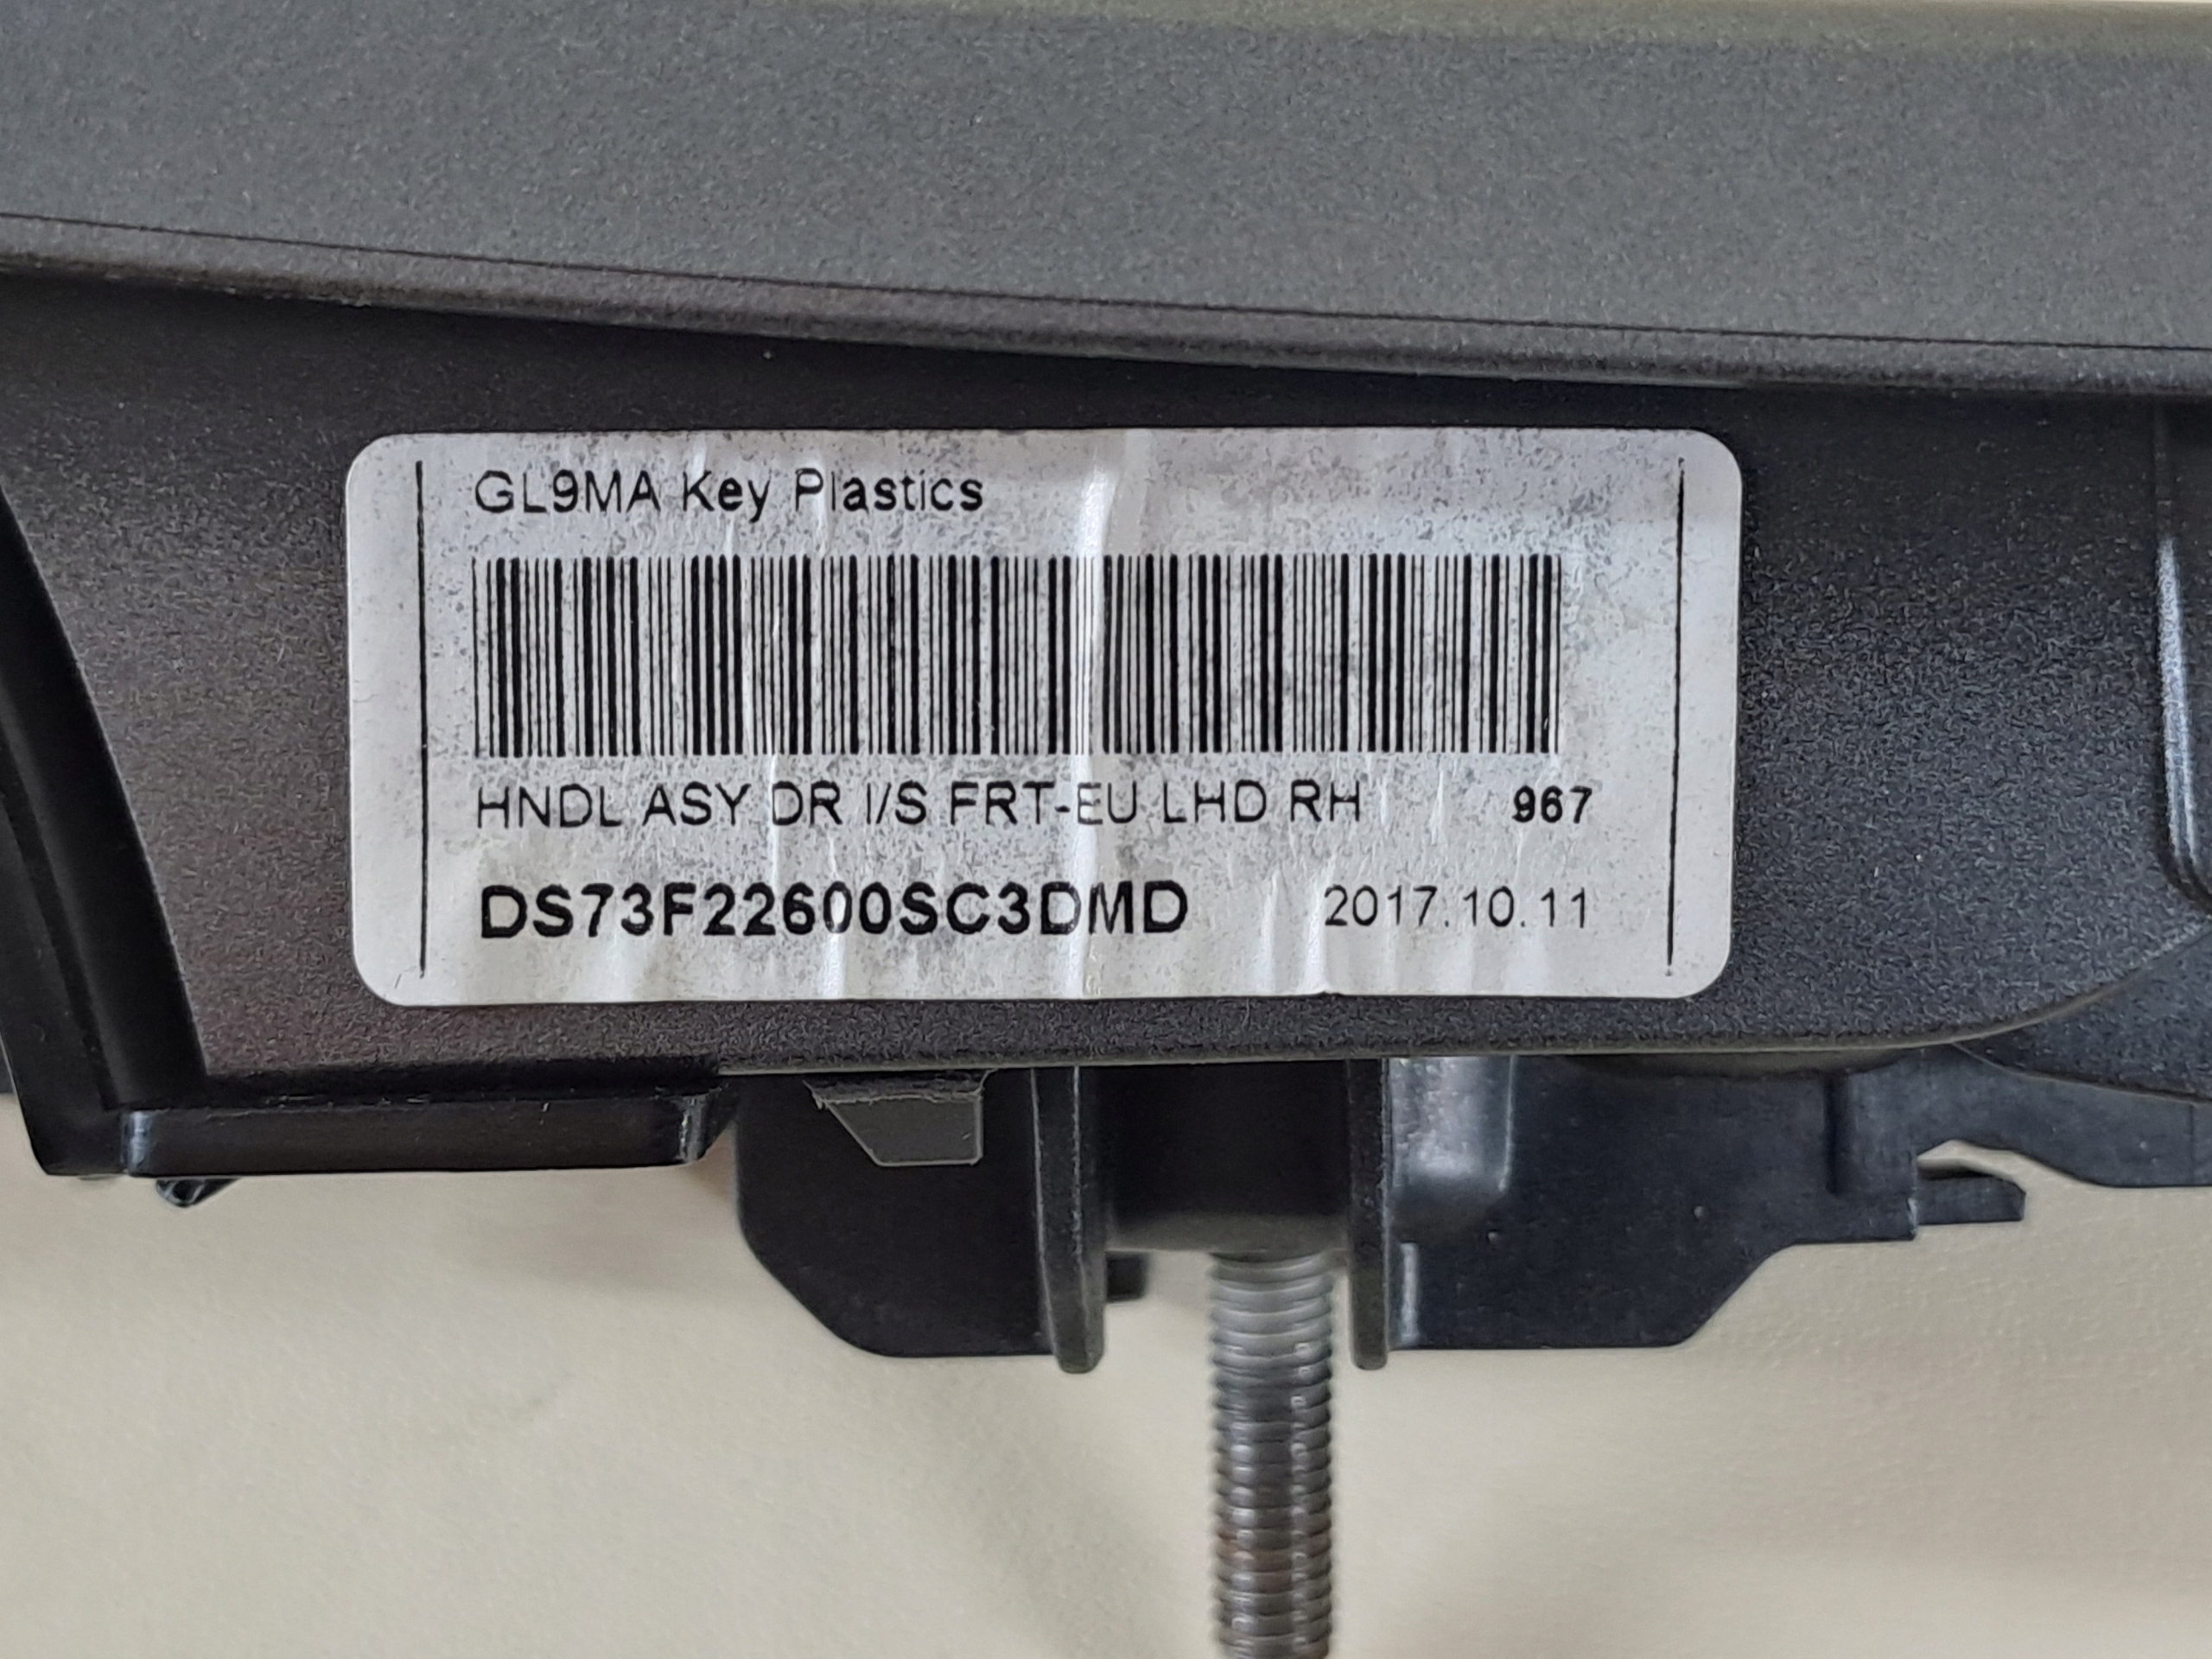 GL9MA Key Plastics
HNDL ASY DR I/S FRT-EU LHD RH 967
DS73F22600SC3DMD 2017.10.11